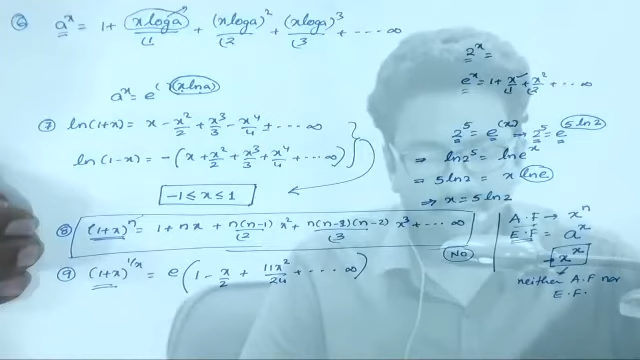 ⑥ a^x = 1 + (x log a)/⌊1 + (x log a)²/⌊2 + (x log a)³/⌊3 + - - - ∞
a^x = e^(x ln a)
⑦ ln(1+x) = x - x²/2 + x³/3 - x⁴/4 + - - - ∞
ln(1-x) = -(x + x²/2 + x³/3 + x⁴/4 + - - - ∞)
-1 ≤ x ≤ 1
⑧ (1+x)^n = 1 + nx + n(n-1)/⌊2 x² + n(n-1)(n-2)/⌊3 x³ + - - - ∞
⑨ (1+x)^(1/x) = e(1 - x/2 + 11x²/24 + - - - ∞)
NO
2^x =
e^x = 1 + x/⌊1 + x²/⌊2 + - - - ∞
2^5 = e^(x) → 2^5 = e^(5 ln 2)
⇒ ln 2^5 = ln e^x
⇒ 5 ln 2 = x ln e
⇒ x = 5 ln 2
A.F → x^n
E.F = a^x
→ x^x
neither A.F nor
E.F.